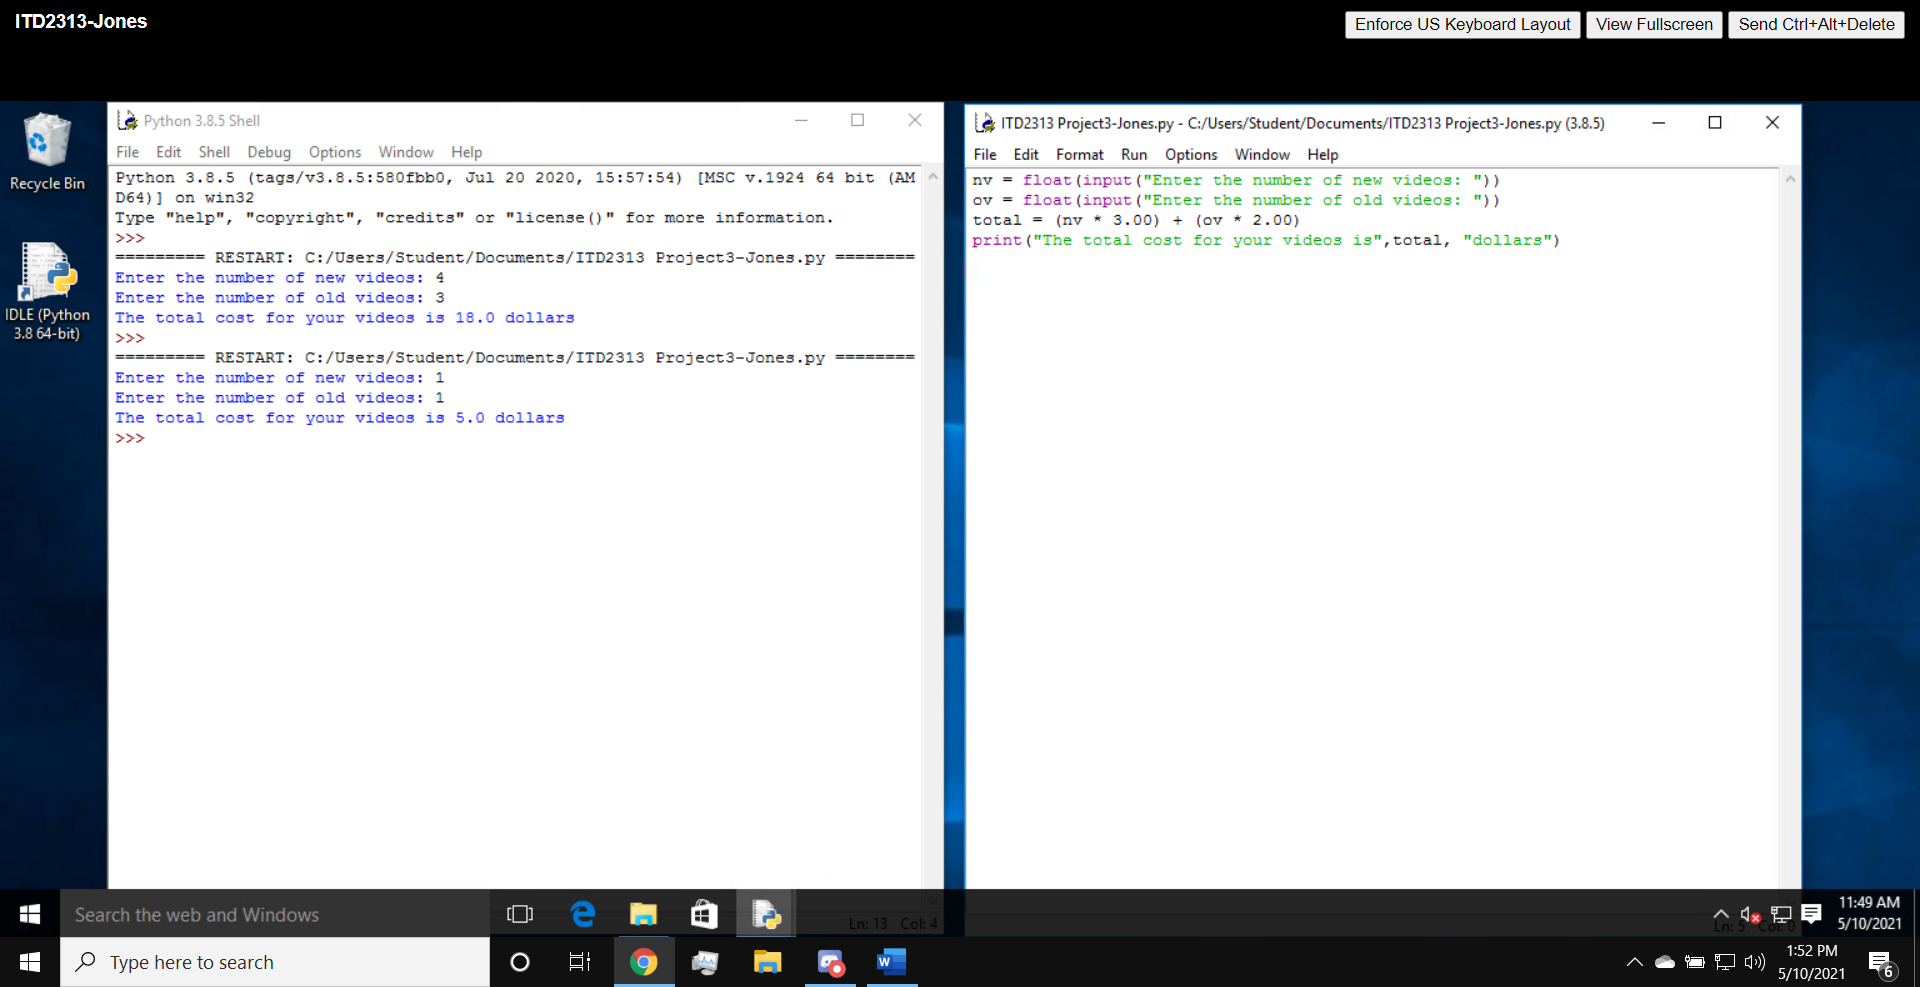 ITD2313-Jones
Enforce US Keyboard Layout
View Fullscreen
Send Ctrl+Alt+Delete
Recycle Bin
IDLE (Python
3.8 64-bit)
Python 3.8.5 Shell
File Edit Shell Debug Options Window Help
Python 3.8.5 (tags/v3.8.5:580fbb0, Jul 20 2020, 15:57:54) [MSC v.1924 64 bit (AM
D64)] on win32
Type "help", "copyright", "credits" or "license()" for more information.
>>>
========= RESTART: C:/Users/Student/Documents/ITD2313 Project3-Jones.py ========
Enter the number of new videos: 4
Enter the number of old videos: 3
The total cost for your videos is 18.0 dollars
>>>
========= RESTART: C:/Users/Student/Documents/ITD2313 Project3-Jones.py ========
Enter the number of new videos: 1
Enter the number of old videos: 1
The total cost for your videos is 5.0 dollars
>>>
Ln: 13 Col: 4
ITD2313 Project3-Jones.py - C:/Users/Student/Documents/ITD2313 Project3-Jones.py (3.8.5)
File Edit Format Run Options Window Help
nv = float(input("Enter the number of new videos: "))
ov = float(input("Enter the number of old videos: "))
total = (nv * 3.00) + (ov * 2.00)
print("The total cost for your videos is",total, "dollars")
Ln: 5 Col: 0
Search the web and Windows
11:49 AM
5/10/2021
Type here to search
1:52 PM
5/10/2021
6